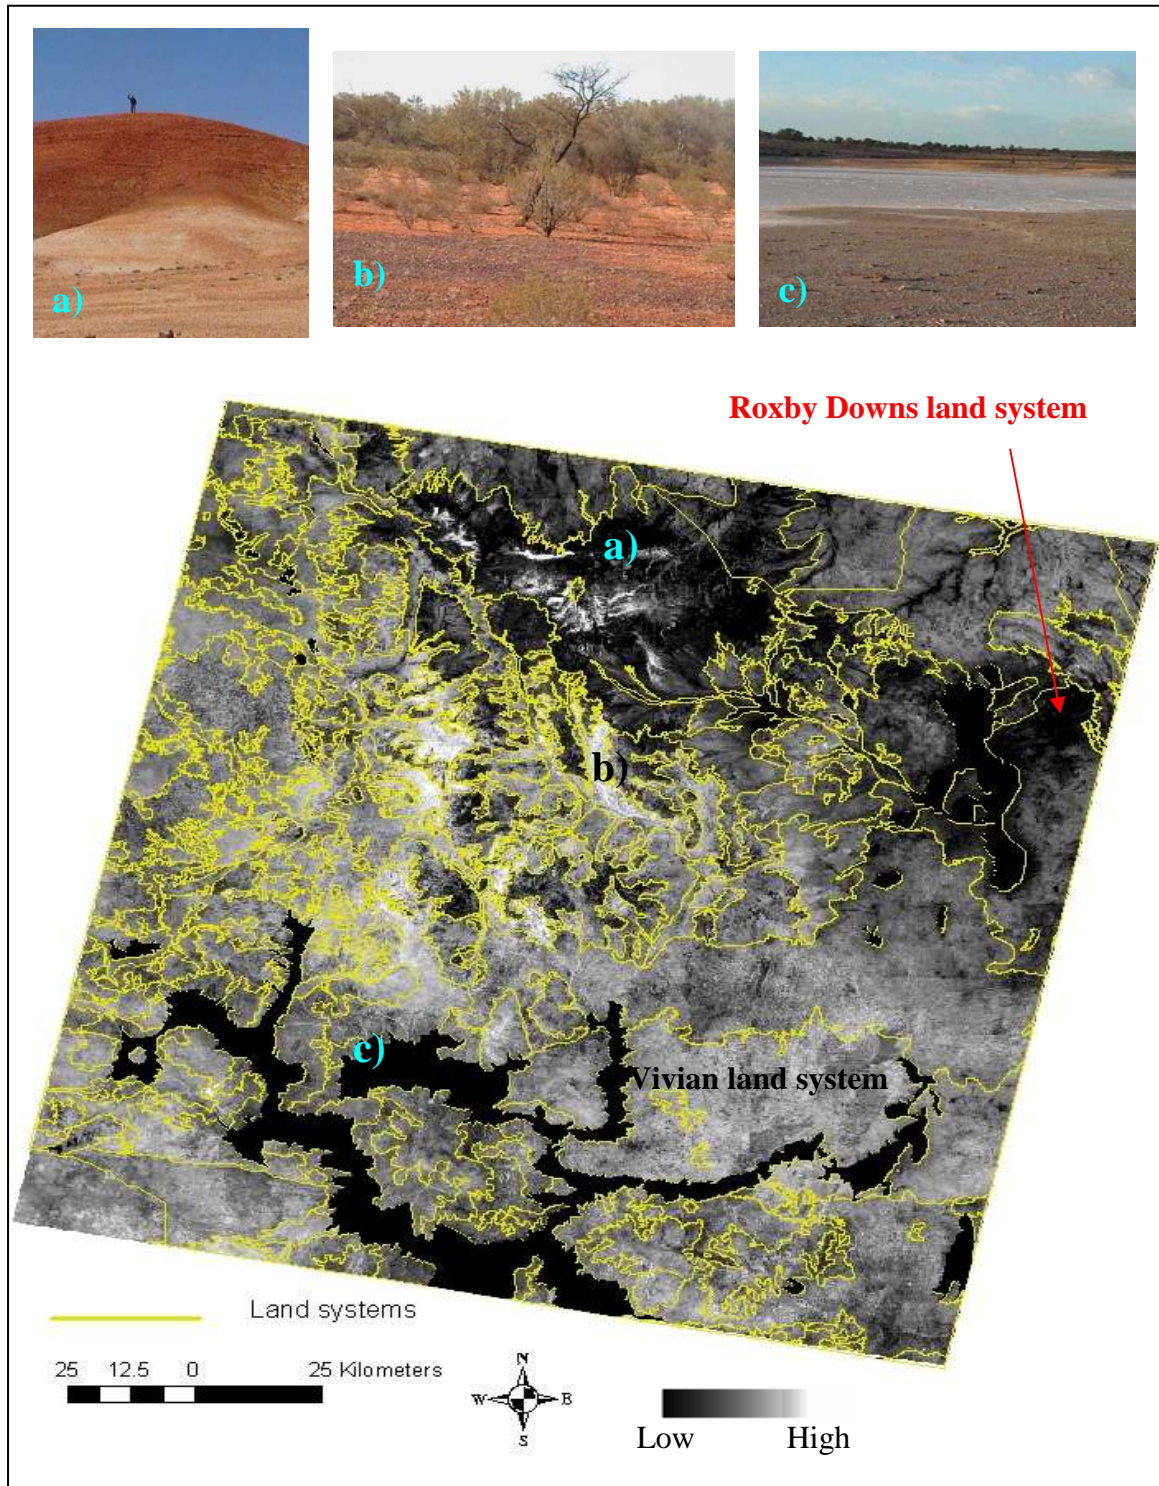 a)
b)
c)
Roxby Downs land system
a)
b)
c)
Vivian land system
Land systems
25 12.5 0 25 Kilometers
N
W E
S
Low High